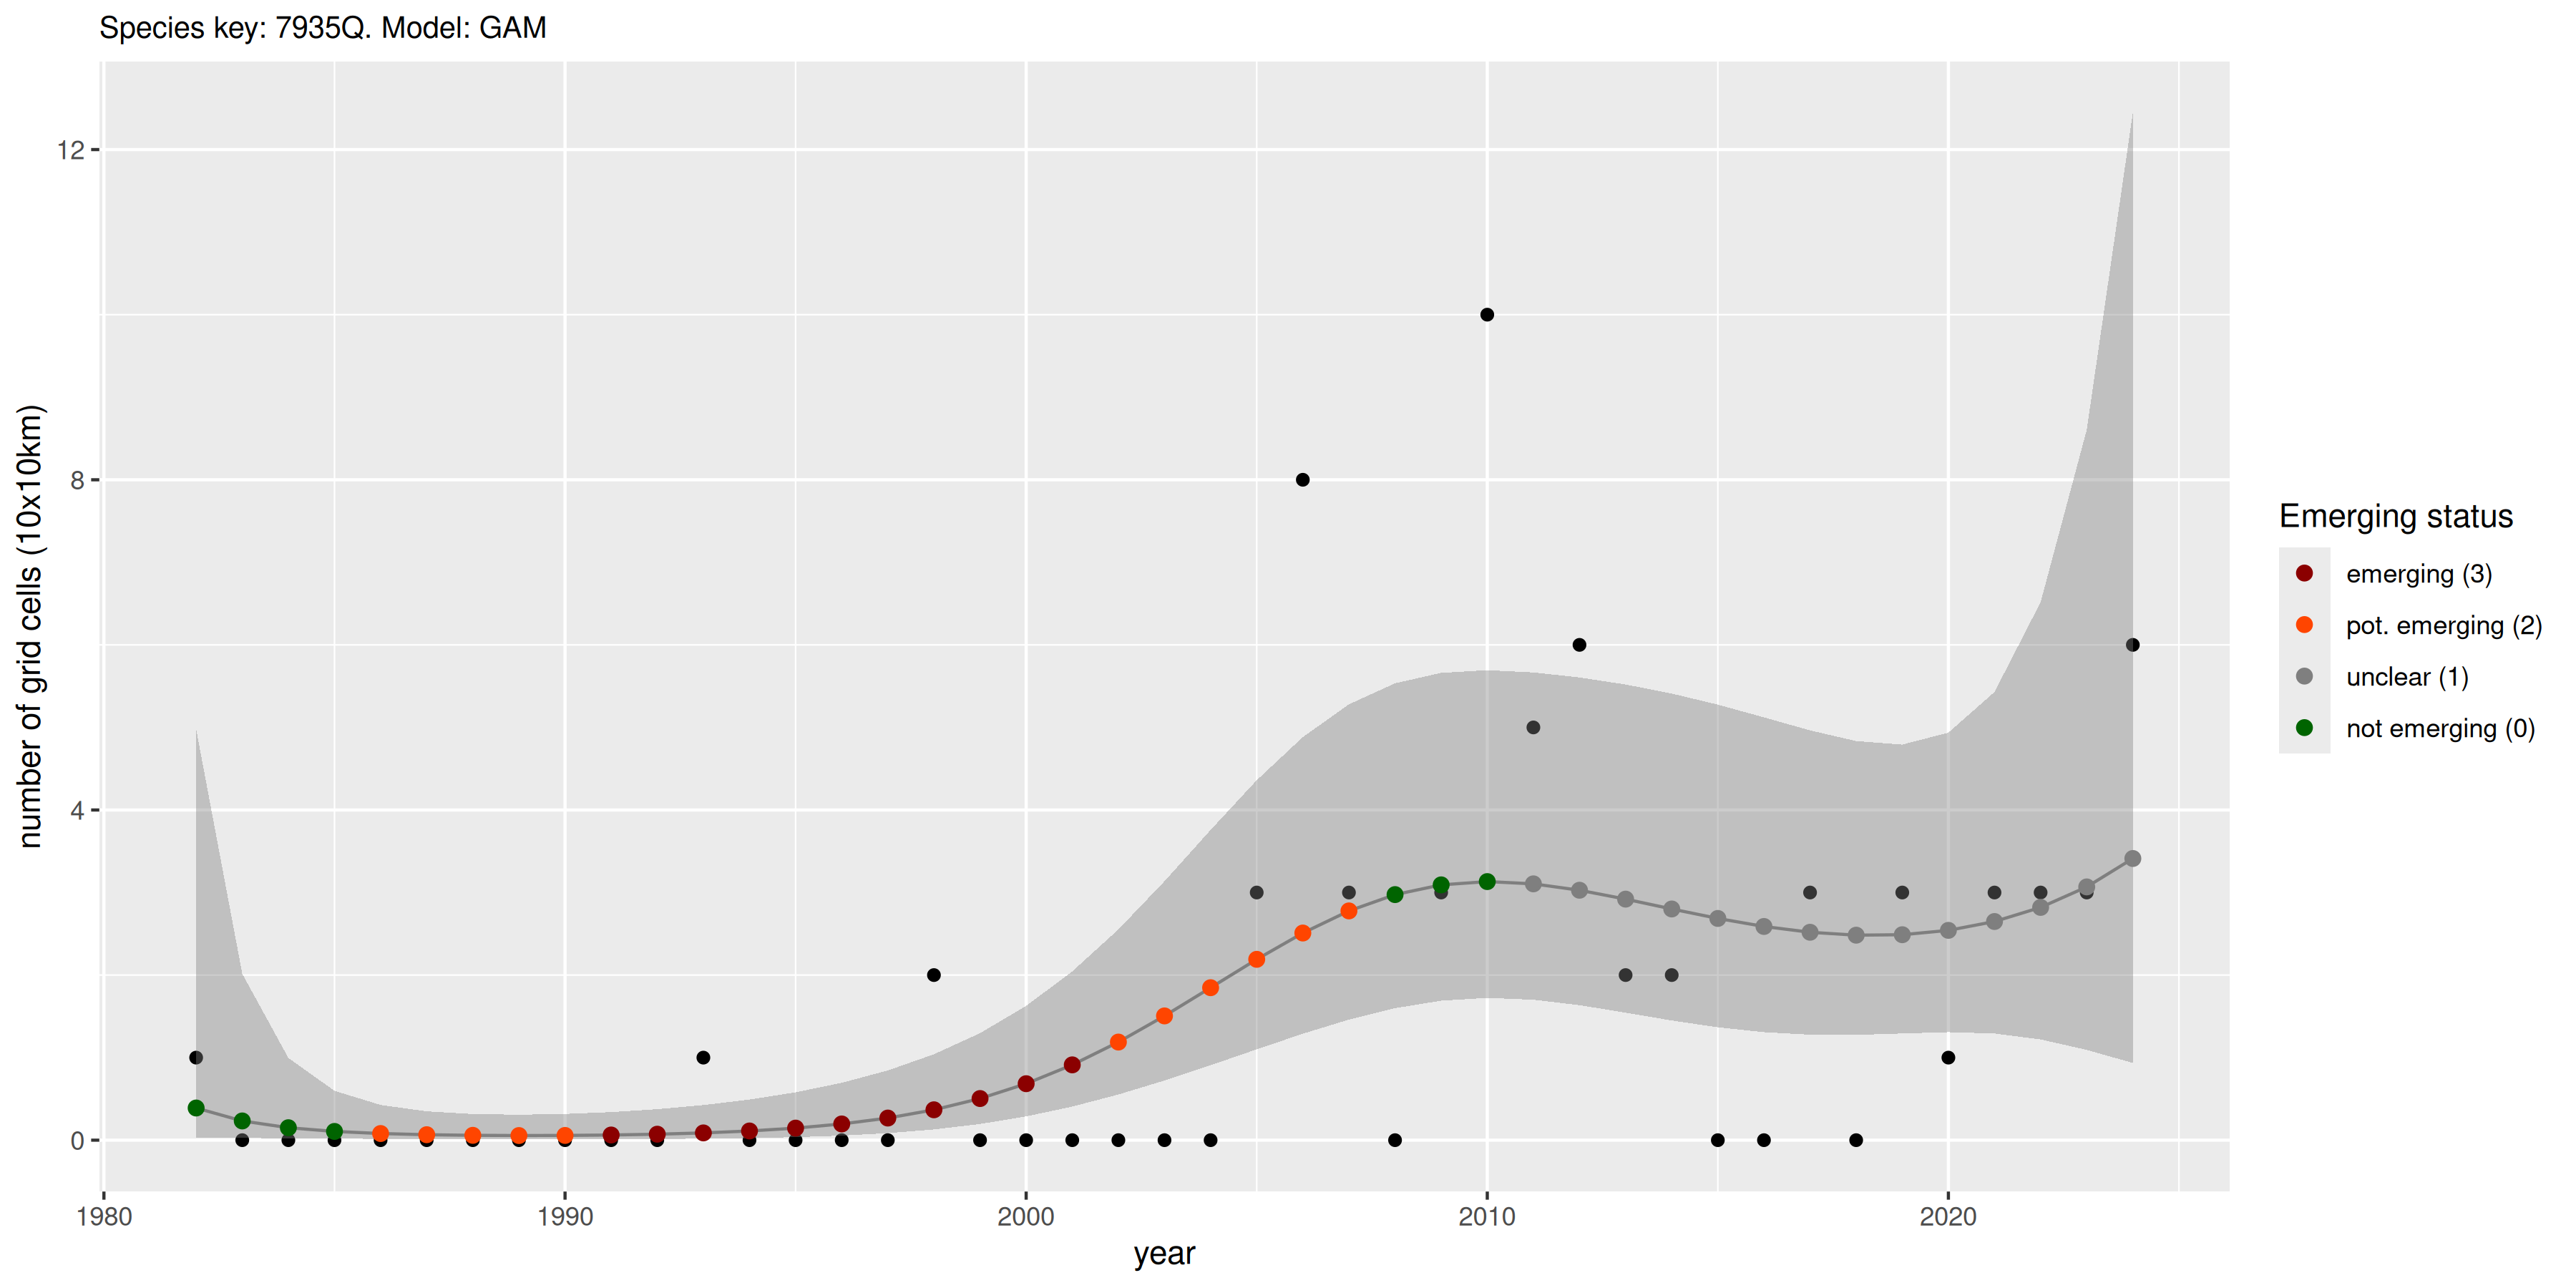 Species key: 7935Q. Model: GAM
12
8
4
0
number of grid cells (10x10km)
1980
1990
2000
2010
2020
year
Emerging status
emerging (3)
pot. emerging (2)
unclear (1)
not emerging (0)